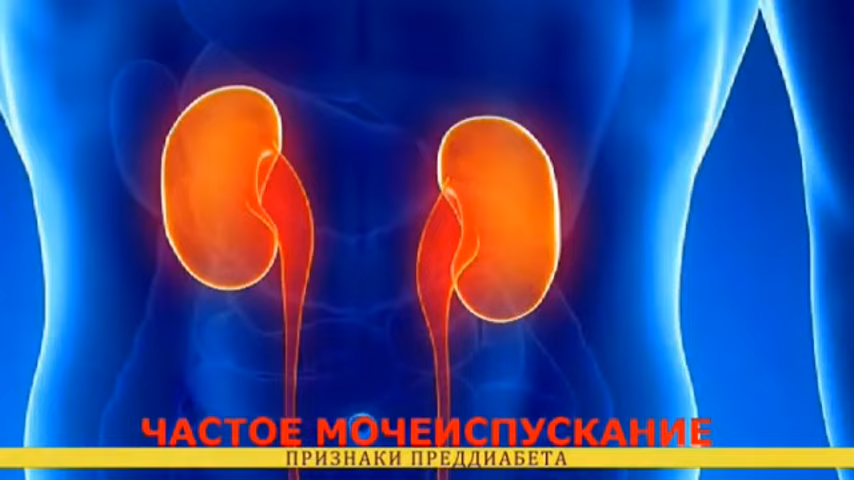 ЧАСТОЕ МОЧЕИСПУСКАНИЕ
ПРИЗНАКИ ПРЕДДИАБЕТА